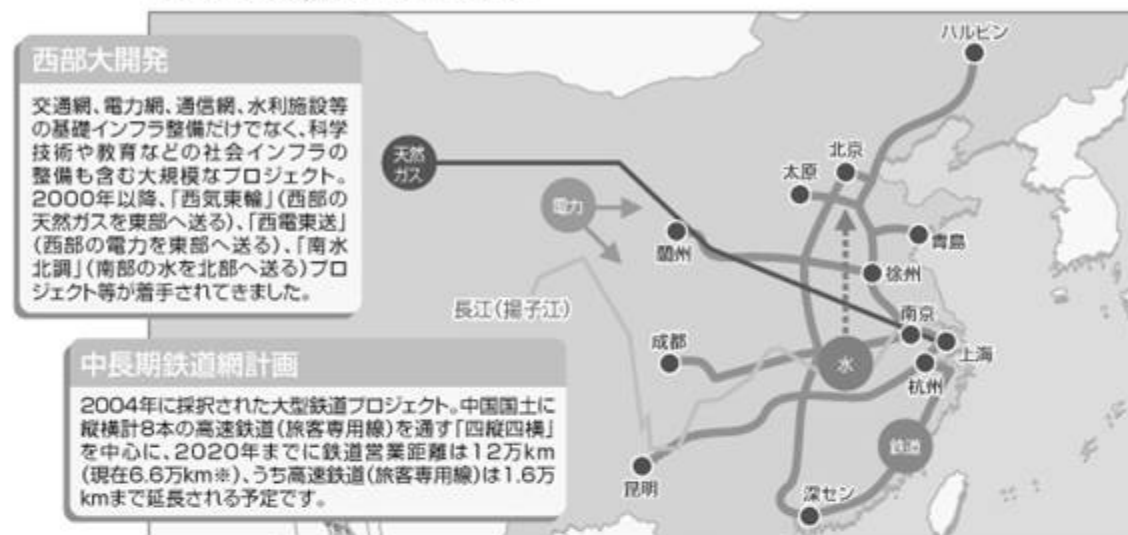 西部大開発
交通網、電力網、通信網、水利施設等
の基礎インフラ整備だけでなく、科学
技術や教育などの社会インフラの
整備も含む大規模なプロジェクト。
2000年以降、「西気東輸」(西部の
天然ガスを東部へ送る)、「西電東送」
(西部の電力を東部へ送る)、「南水
北調」(南部の水を北部へ送る)プロ
ジェクト等が着手されてきました。
中長期鉄道網計画
2004年に採択された大型鉄道プロジェクト。中国国土に
縦横計8本の高速鉄道(旅客専用線)を通す「四縦四横」
を中心に、2020年までに鉄道営業距離は12万km
(現在6.6万km※)、うち高速鉄道(旅客専用線)は1.6万
kmまで延長される予定です。
ハルビン
天然
ガス
北京
太原
電力
青島
蘭州
徐州
長江(揚子江)
南京
成都
上海
水
杭州
鉄道
昆明
深セン